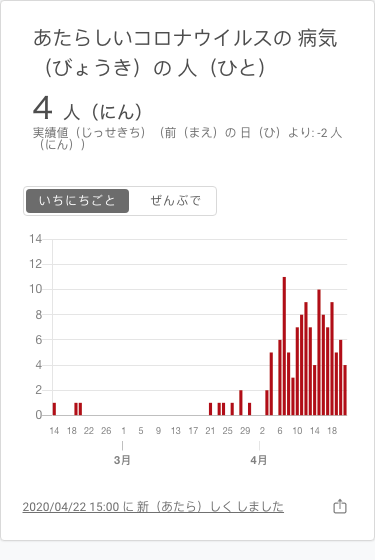 あたらしいコロナウイルスの 病気
（びょうき）の 人（ひと）
4 人（にん）
実績値（じっせきち）（前（まえ）の 日（ひ）より: -2 人
（にん））
いちにちごと ぜんぶで
14
12
10
8
6
4
2
0
14 18 22 26 1 5 9 13 17 21 25 29 2 6 10 14 18
3月 4月
2020/04/22 15:00 に 新（あたら）しく しました